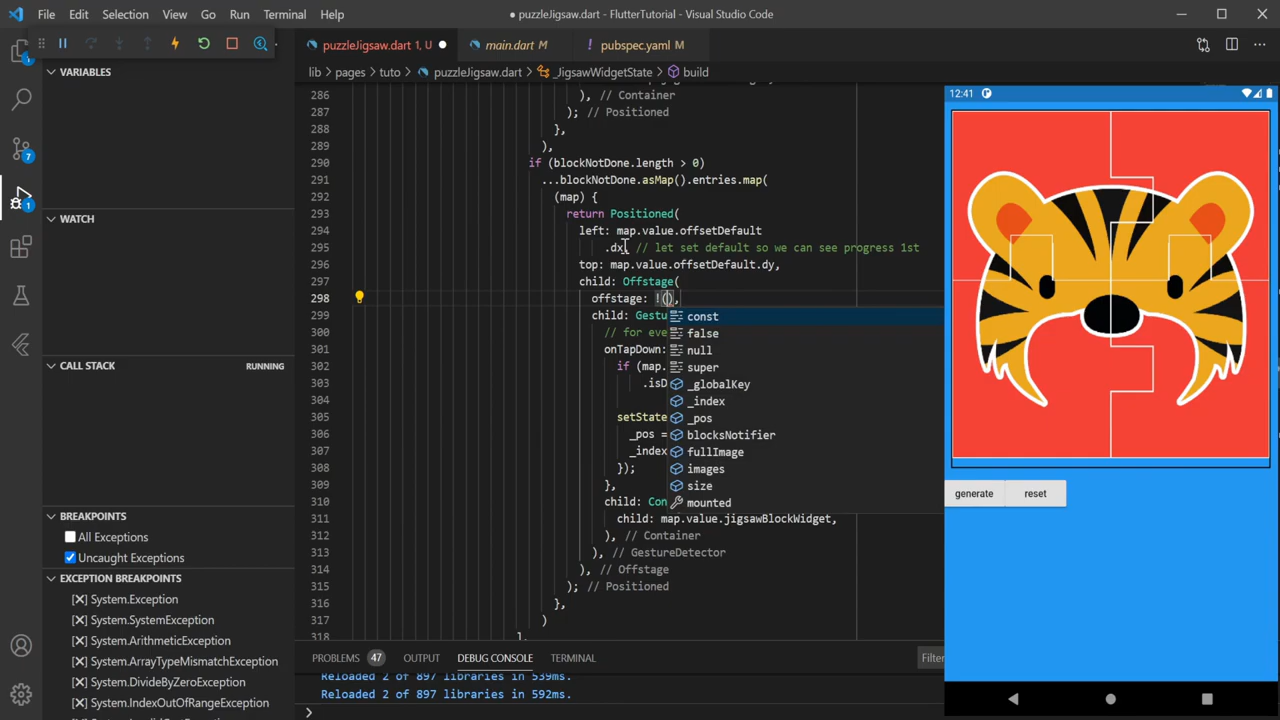 File Edit Selection View Go Run Terminal Help
● puzzleJigsaw.dart - FlutterTutorial - Visual Studio Code
puzzleJigsaw.dart 1, U ●
main.dart M
! pubspec.yaml M
lib > pages > tuto > puzzleJigsaw.dart > _JigsawWidgetState > build
VARIABLES
WATCH
CALL STACK RUNNING
BREAKPOINTS
All Exceptions
Uncaught Exceptions
EXCEPTION BREAKPOINTS
System.Exception
System.SystemException
System.ArithmeticException
System.ArrayTypeMismatchException
System.DivideByZeroException
System.IndexOutOfRangeException
7
1
286 ), // Container
287 ); // Positioned
288 },
289 ),
290 if (blockNotDone.length > 0)
291 ...blockNotDone.asMap().entries.map(
292 (map) {
293 return Positioned(
294 left: map.value.offsetDefault
295 .dx, // let set default so we can see progress 1st
296 top: map.value.offsetDefault.dy,
297 child: Offstage(
298 offstage: !(),
299 child: Gestu
300 // for eve
301 onTapDown:
302 if (map.
303 .isD
304
305 setState
306 _pos =
307 _index
308 });
309 },
310 child: Con
311 child: map.value.jigsawBlockWidget,
312 ), // Container
313 ), // GestureDetector
314 ), // Offstage
315 ); // Positioned
316 },
317 )
318 ],
const
false
null
super
_globalKey
_index
_pos
blocksNotifier
fullImage
images
size
mounted
PROBLEMS 47 OUTPUT DEBUG CONSOLE TERMINAL Filter
Reloaded 2 of 897 libraries in 539ms.
Reloaded 2 of 897 libraries in 592ms.
>
12:41
generate reset